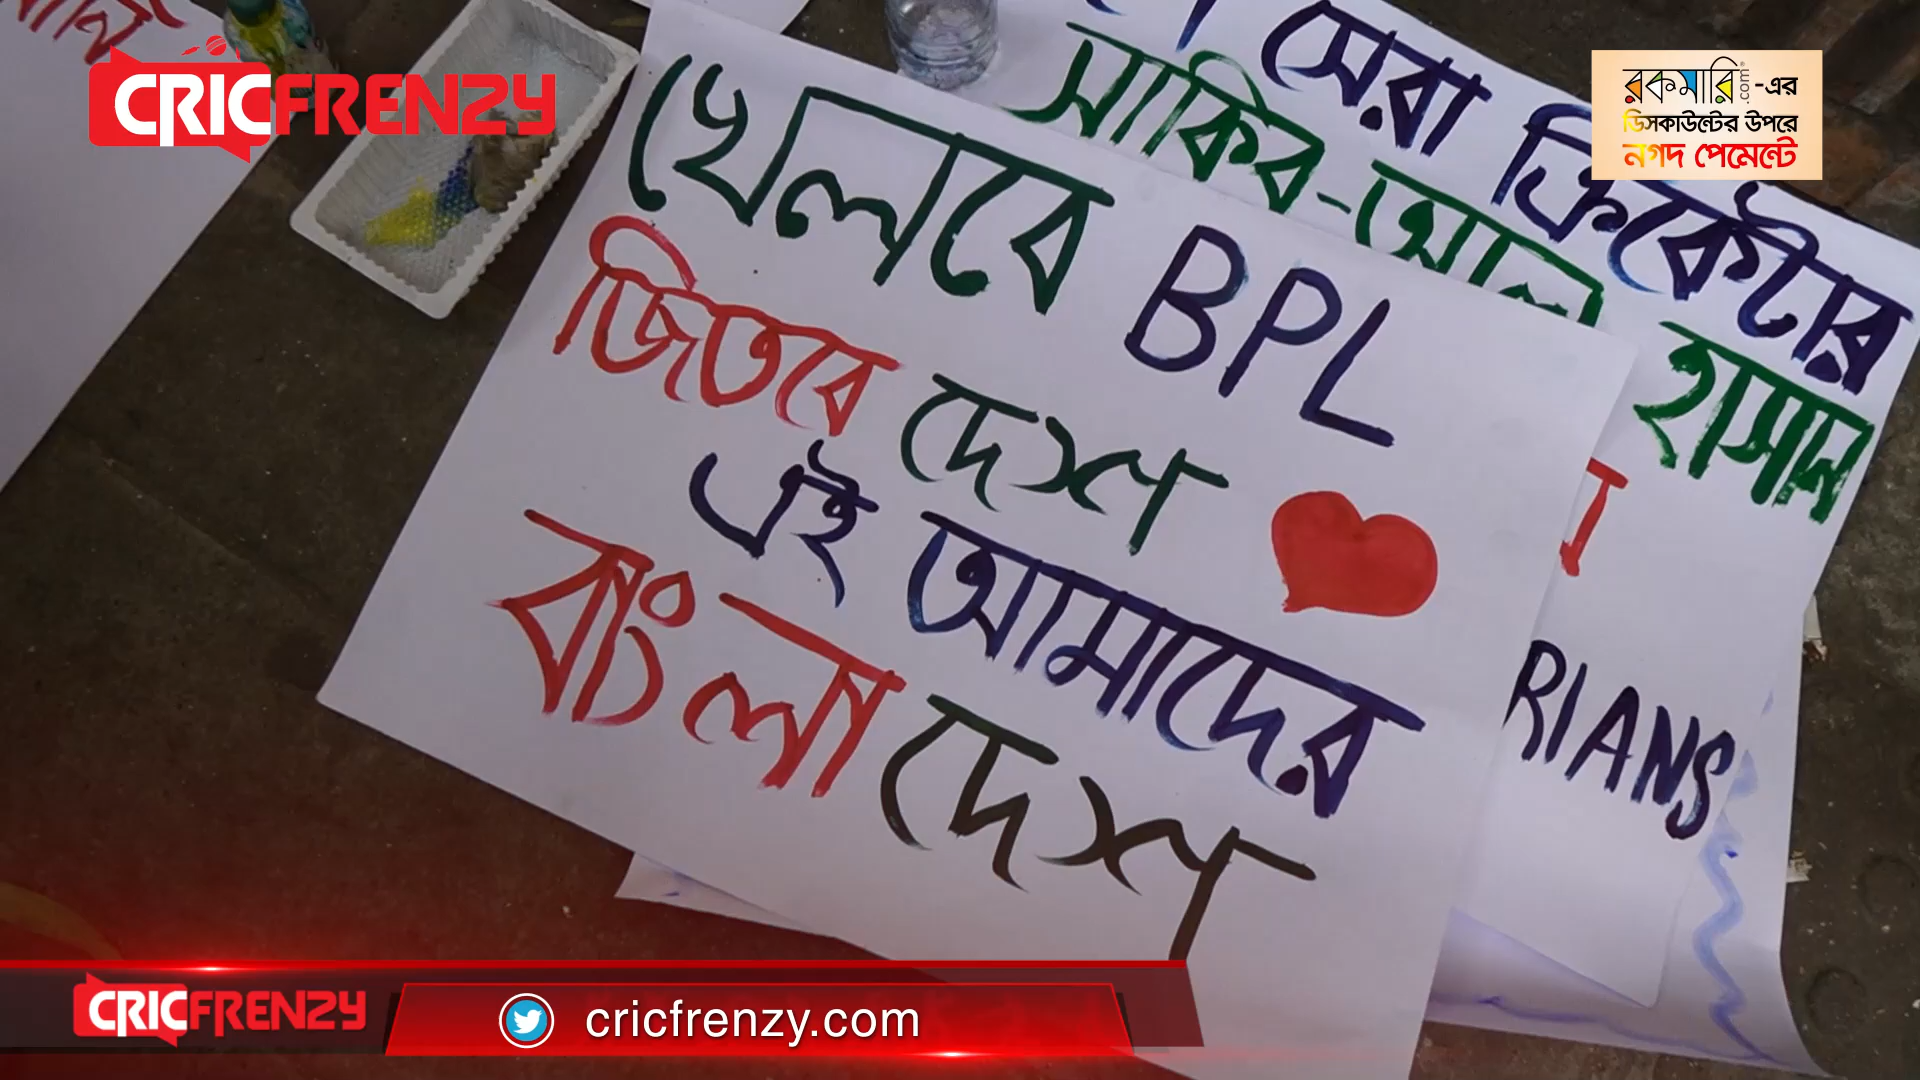 CRICFRENZY
রকমারি.com -এর
ডিসকাউন্টের উপরে
নগদ পেমেন্টে
সেরা ক্রিকেটার
সাকিব-আল হাসান
RIANS
খেলবে BPL
জিতবে দেশ
এই আমাদের
বাংলাদেশ
CRICFRENZY
cricfrenzy.com